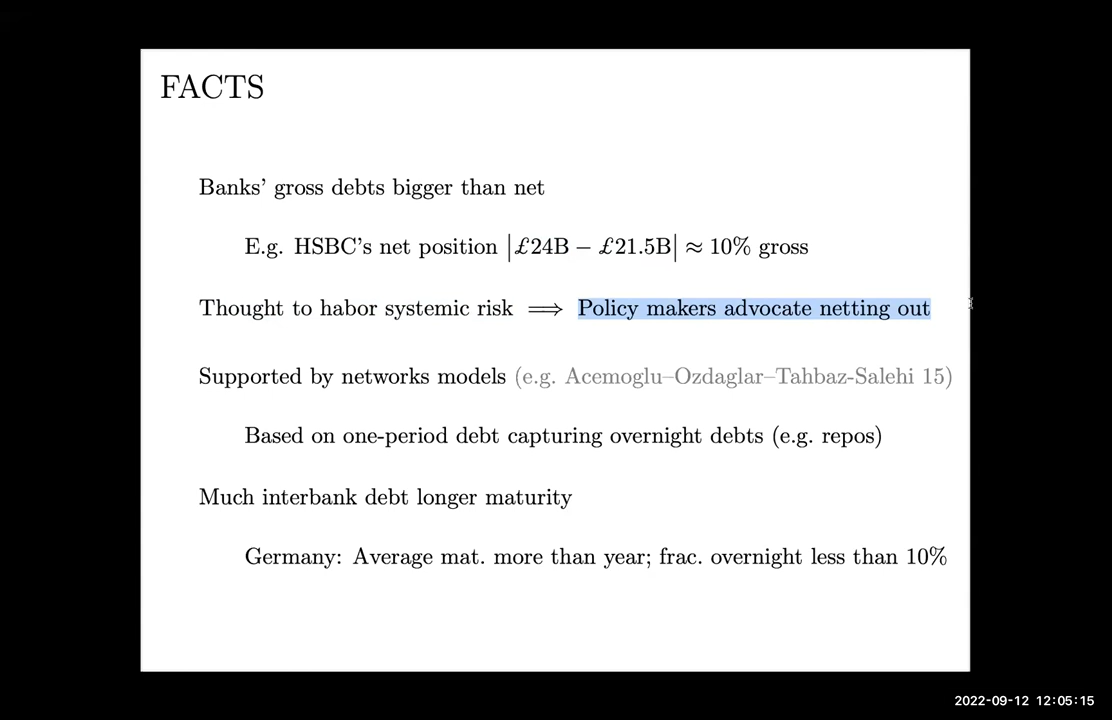 FACTS
Banks' gross debts bigger than net
E.g. HSBC's net position |£24B − £21.5B| ≈ 10% gross
Thought to habor systemic risk ⟹ Policy makers advocate netting out
Supported by networks models (e.g. Acemoglu–Ozdaglar–Tahbaz-Salehi 15)
Based on one-period debt capturing overnight debts (e.g. repos)
Much interbank debt longer maturity
Germany: Average mat. more than year; frac. overnight less than 10%
2022-09-12 12:05:15